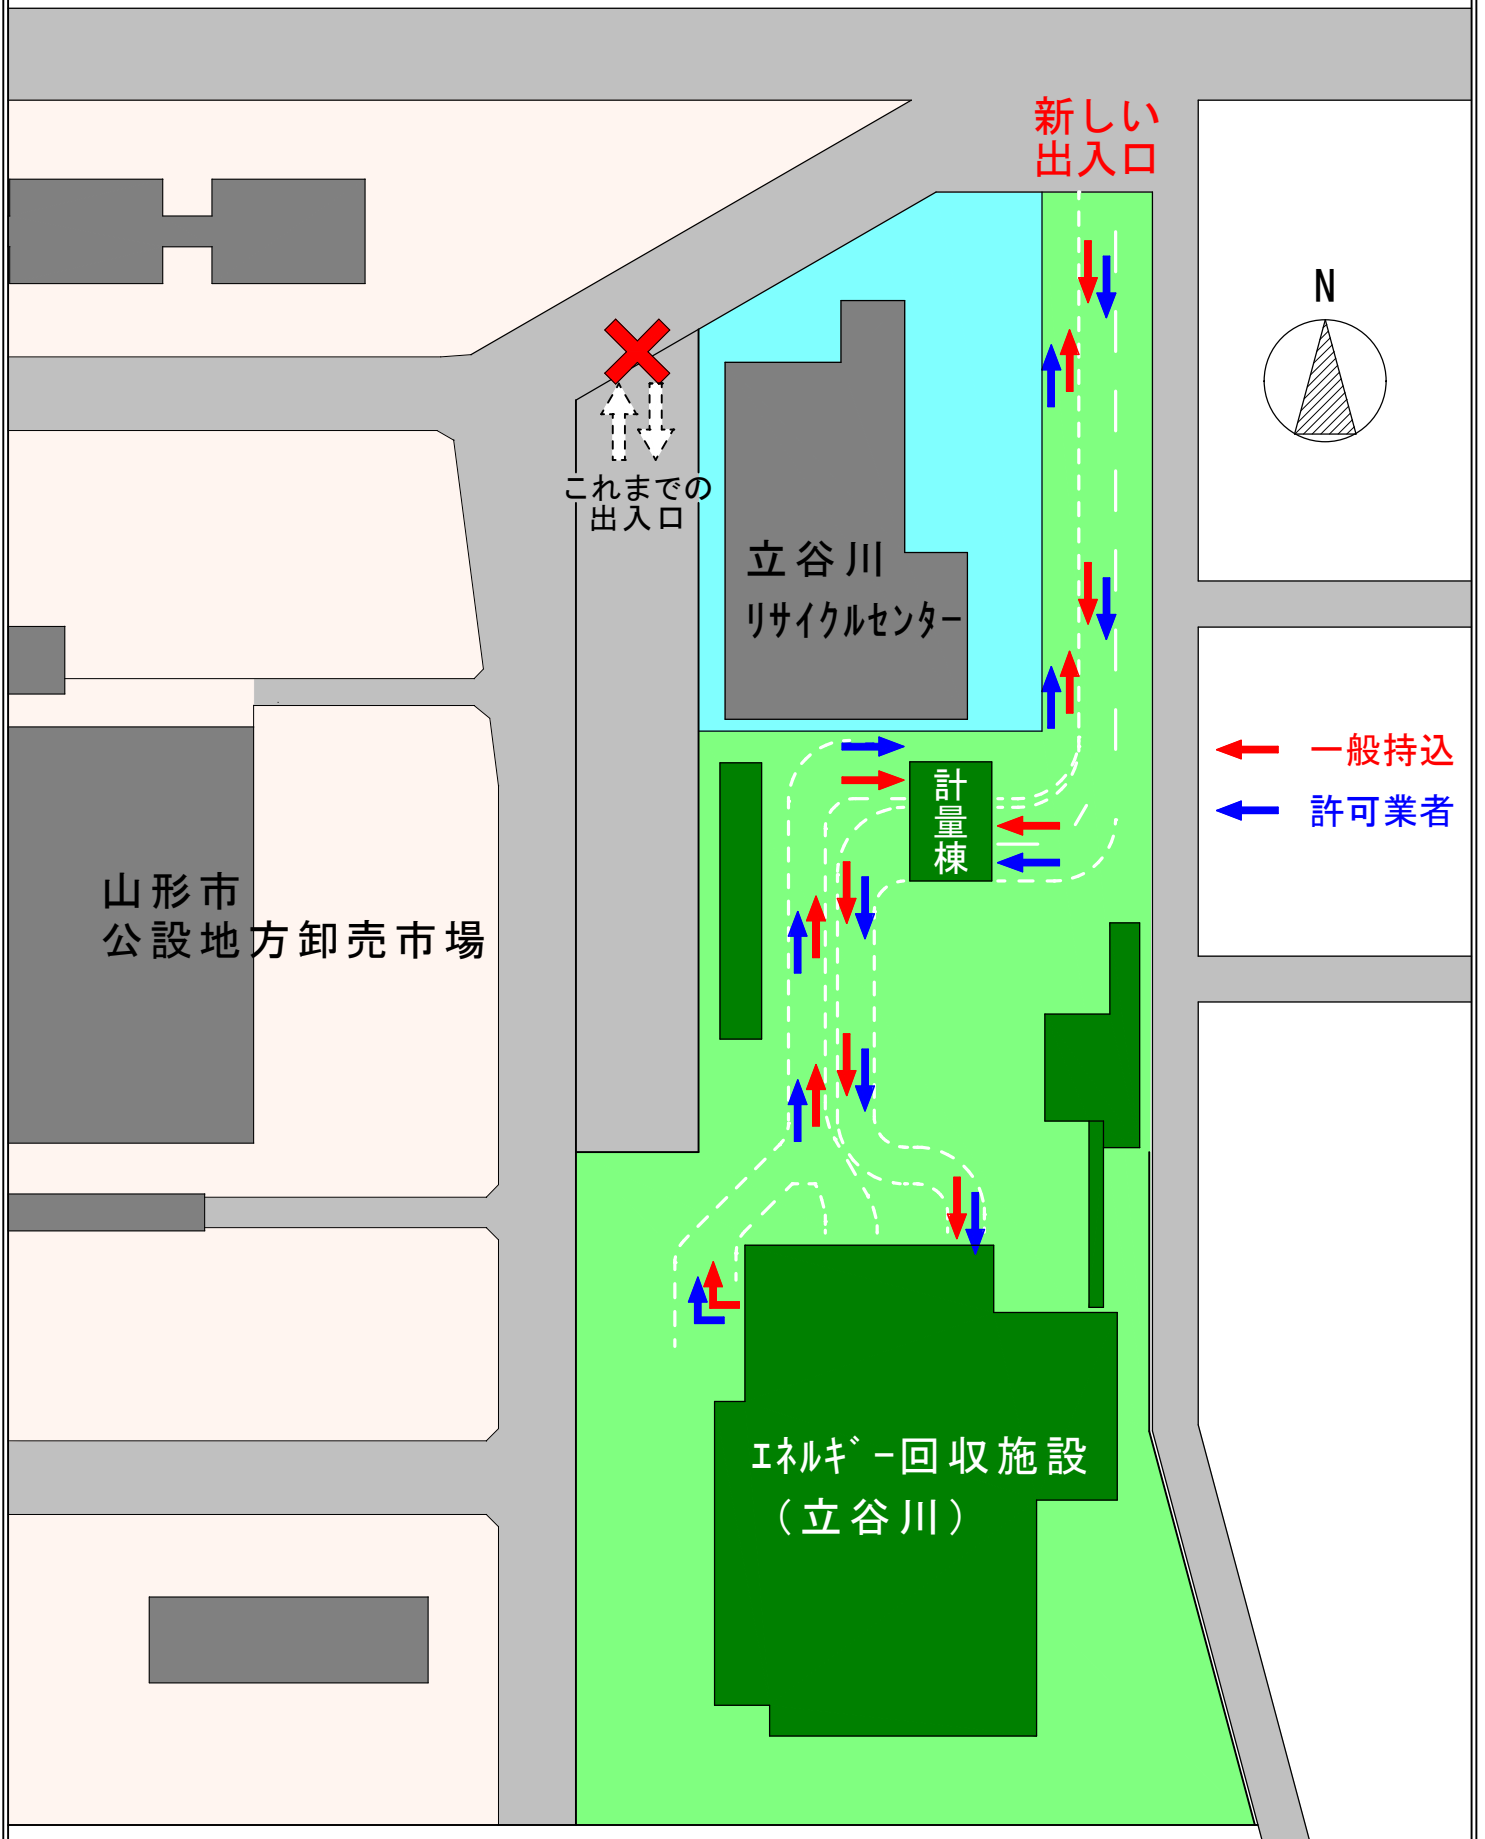 新しい
出入口
N
これまでの
出入口
立谷川
リサイクルセンター
一般持込
許可業者
計量棟
山形市
公設地方卸売市場
エネルギー回収施設
（立谷川）